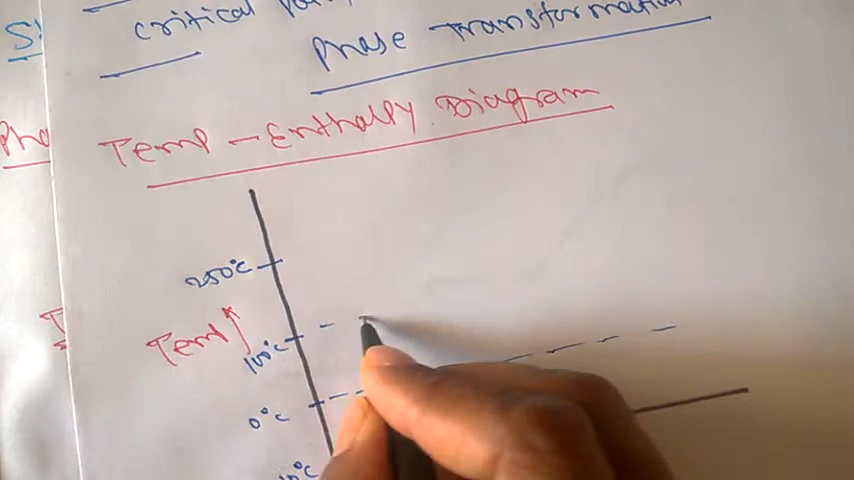 critical
Phase Transformation
Temp - Enthalpy Diagram
250°C
Temp
100°C
0°C